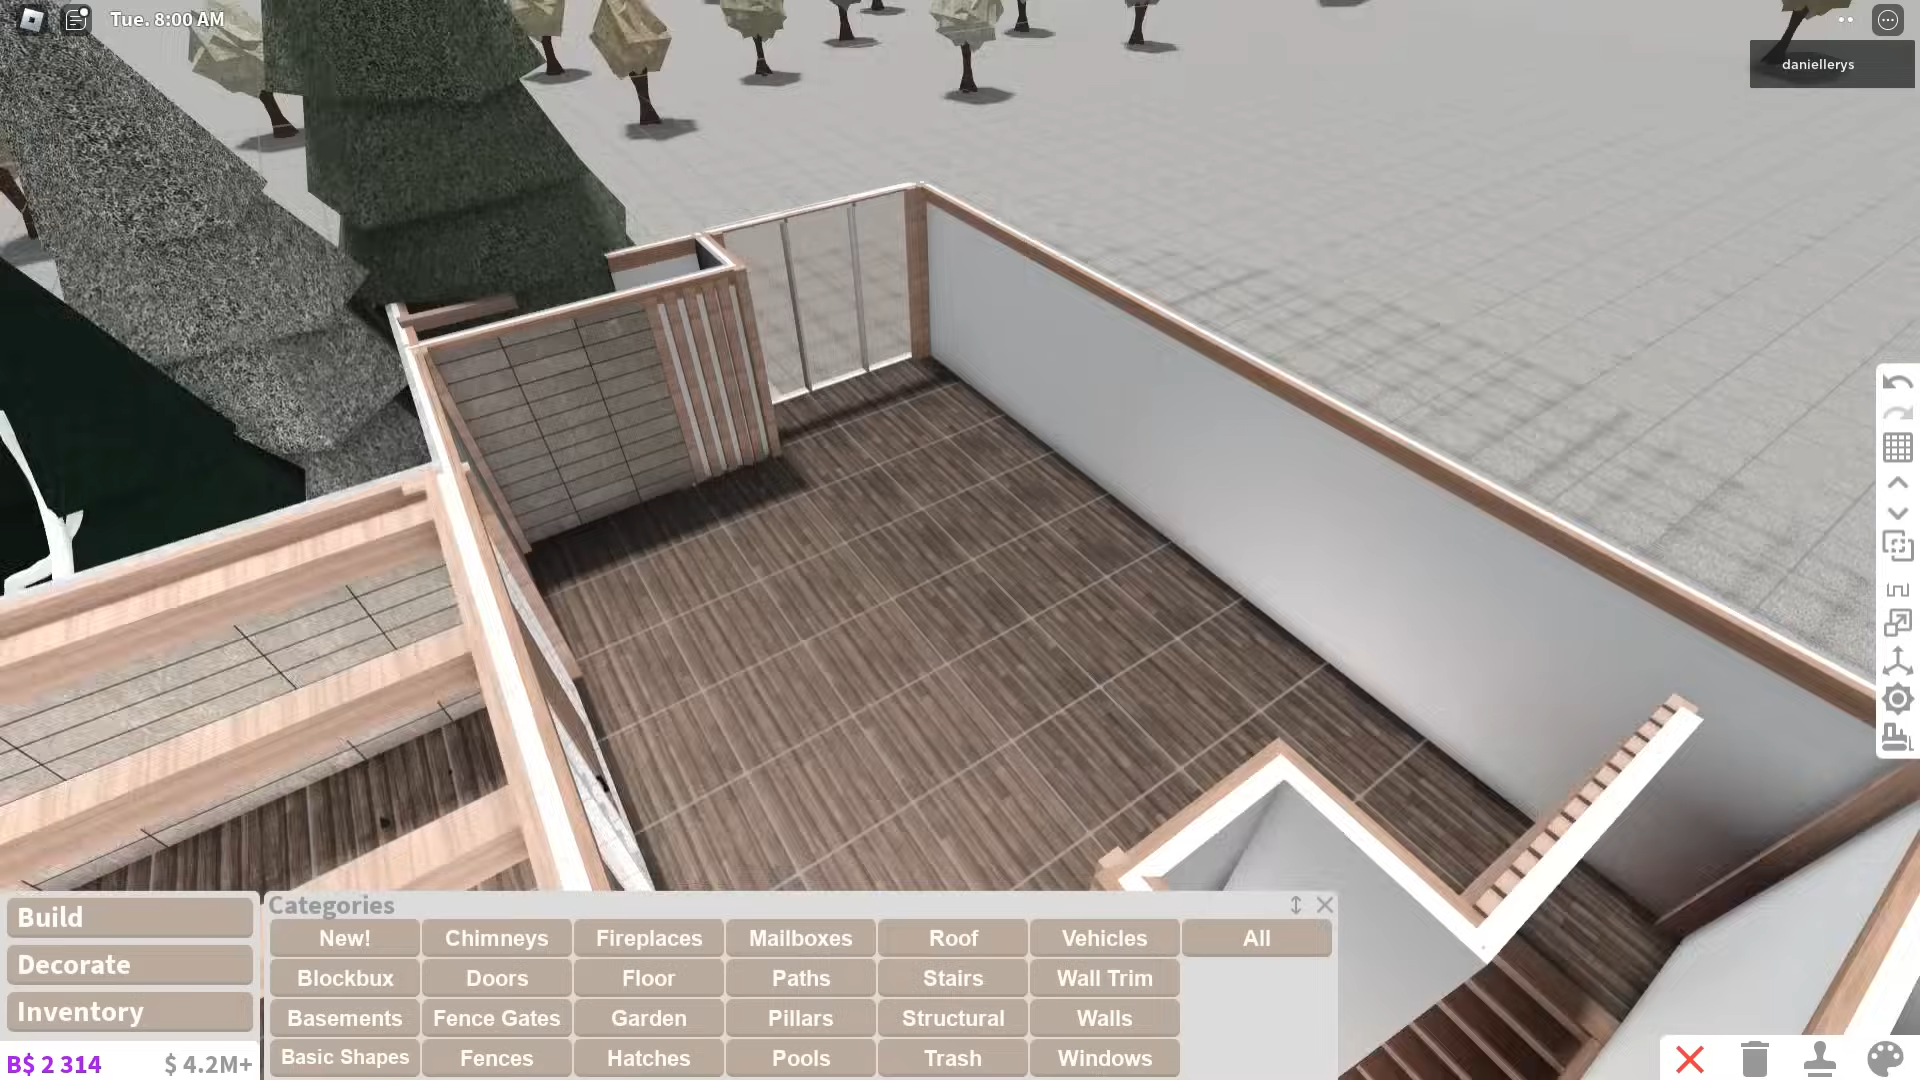 Tue. 8:00 AM
daniellerys
Build
Decorate
Inventory
B$ 2 314
$ 4.2M+
Categories
New! Chimneys Fireplaces Mailboxes Roof Vehicles All
Blockbux Doors Floor Paths Stairs Wall Trim
Basements Fence Gates Garden Pillars Structural Walls
Basic Shapes Fences Hatches Pools Trash Windows